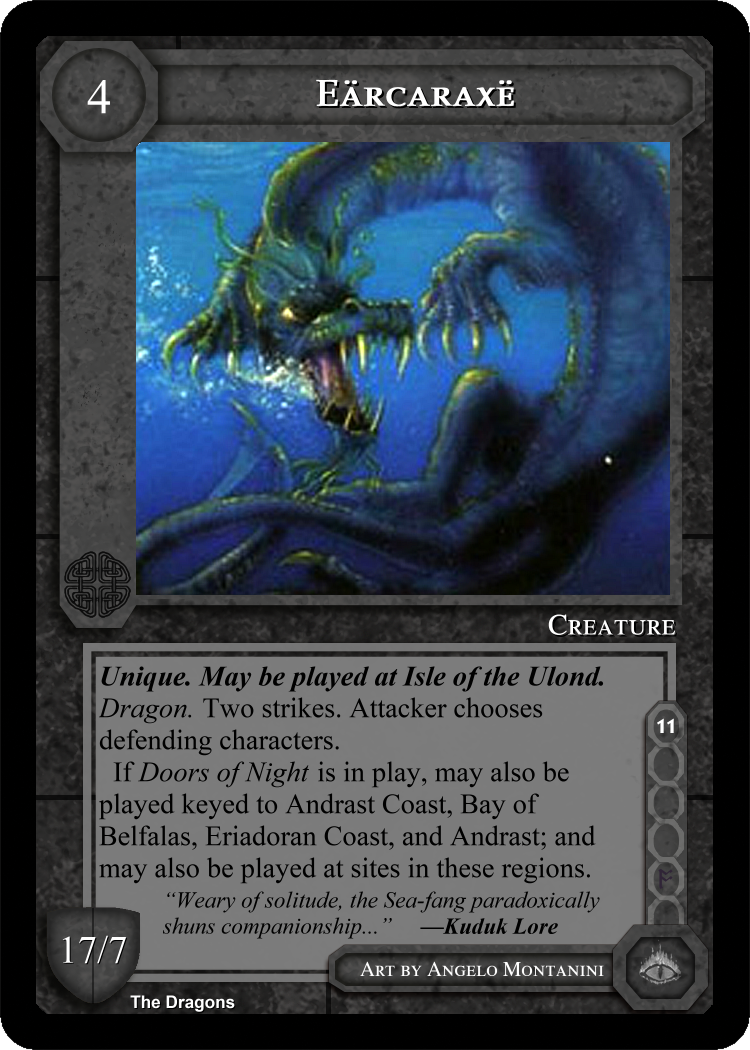 4
Eärcaraxë
Creature
Unique. May be played at Isle of the Ulond.
Dragon. Two strikes. Attacker chooses
defending characters.
If Doors of Night is in play, may also be
played keyed to Andrast Coast, Bay of
Belfalas, Eriadoran Coast, and Andrast; and
may also be played at sites in these regions.
“Weary of solitude, the Sea-fang paradoxically
shuns companionship...” —Kuduk Lore
11
17/7
Art by Angelo Montanini
The Dragons